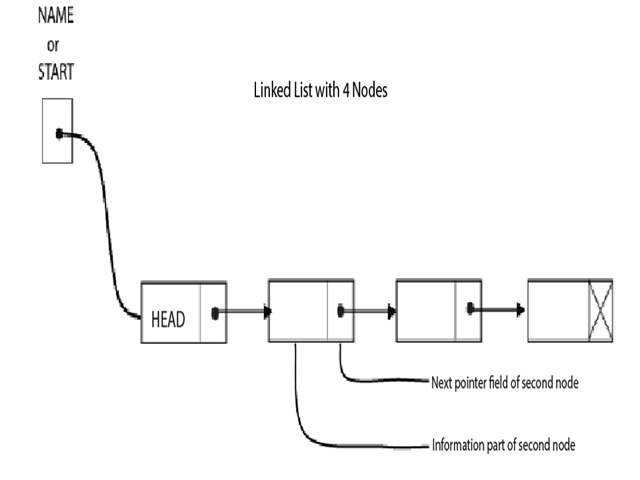 NAME
or
START
Linked List with 4 Nodes
HEAD
Next pointer field of second node
Information part of second node